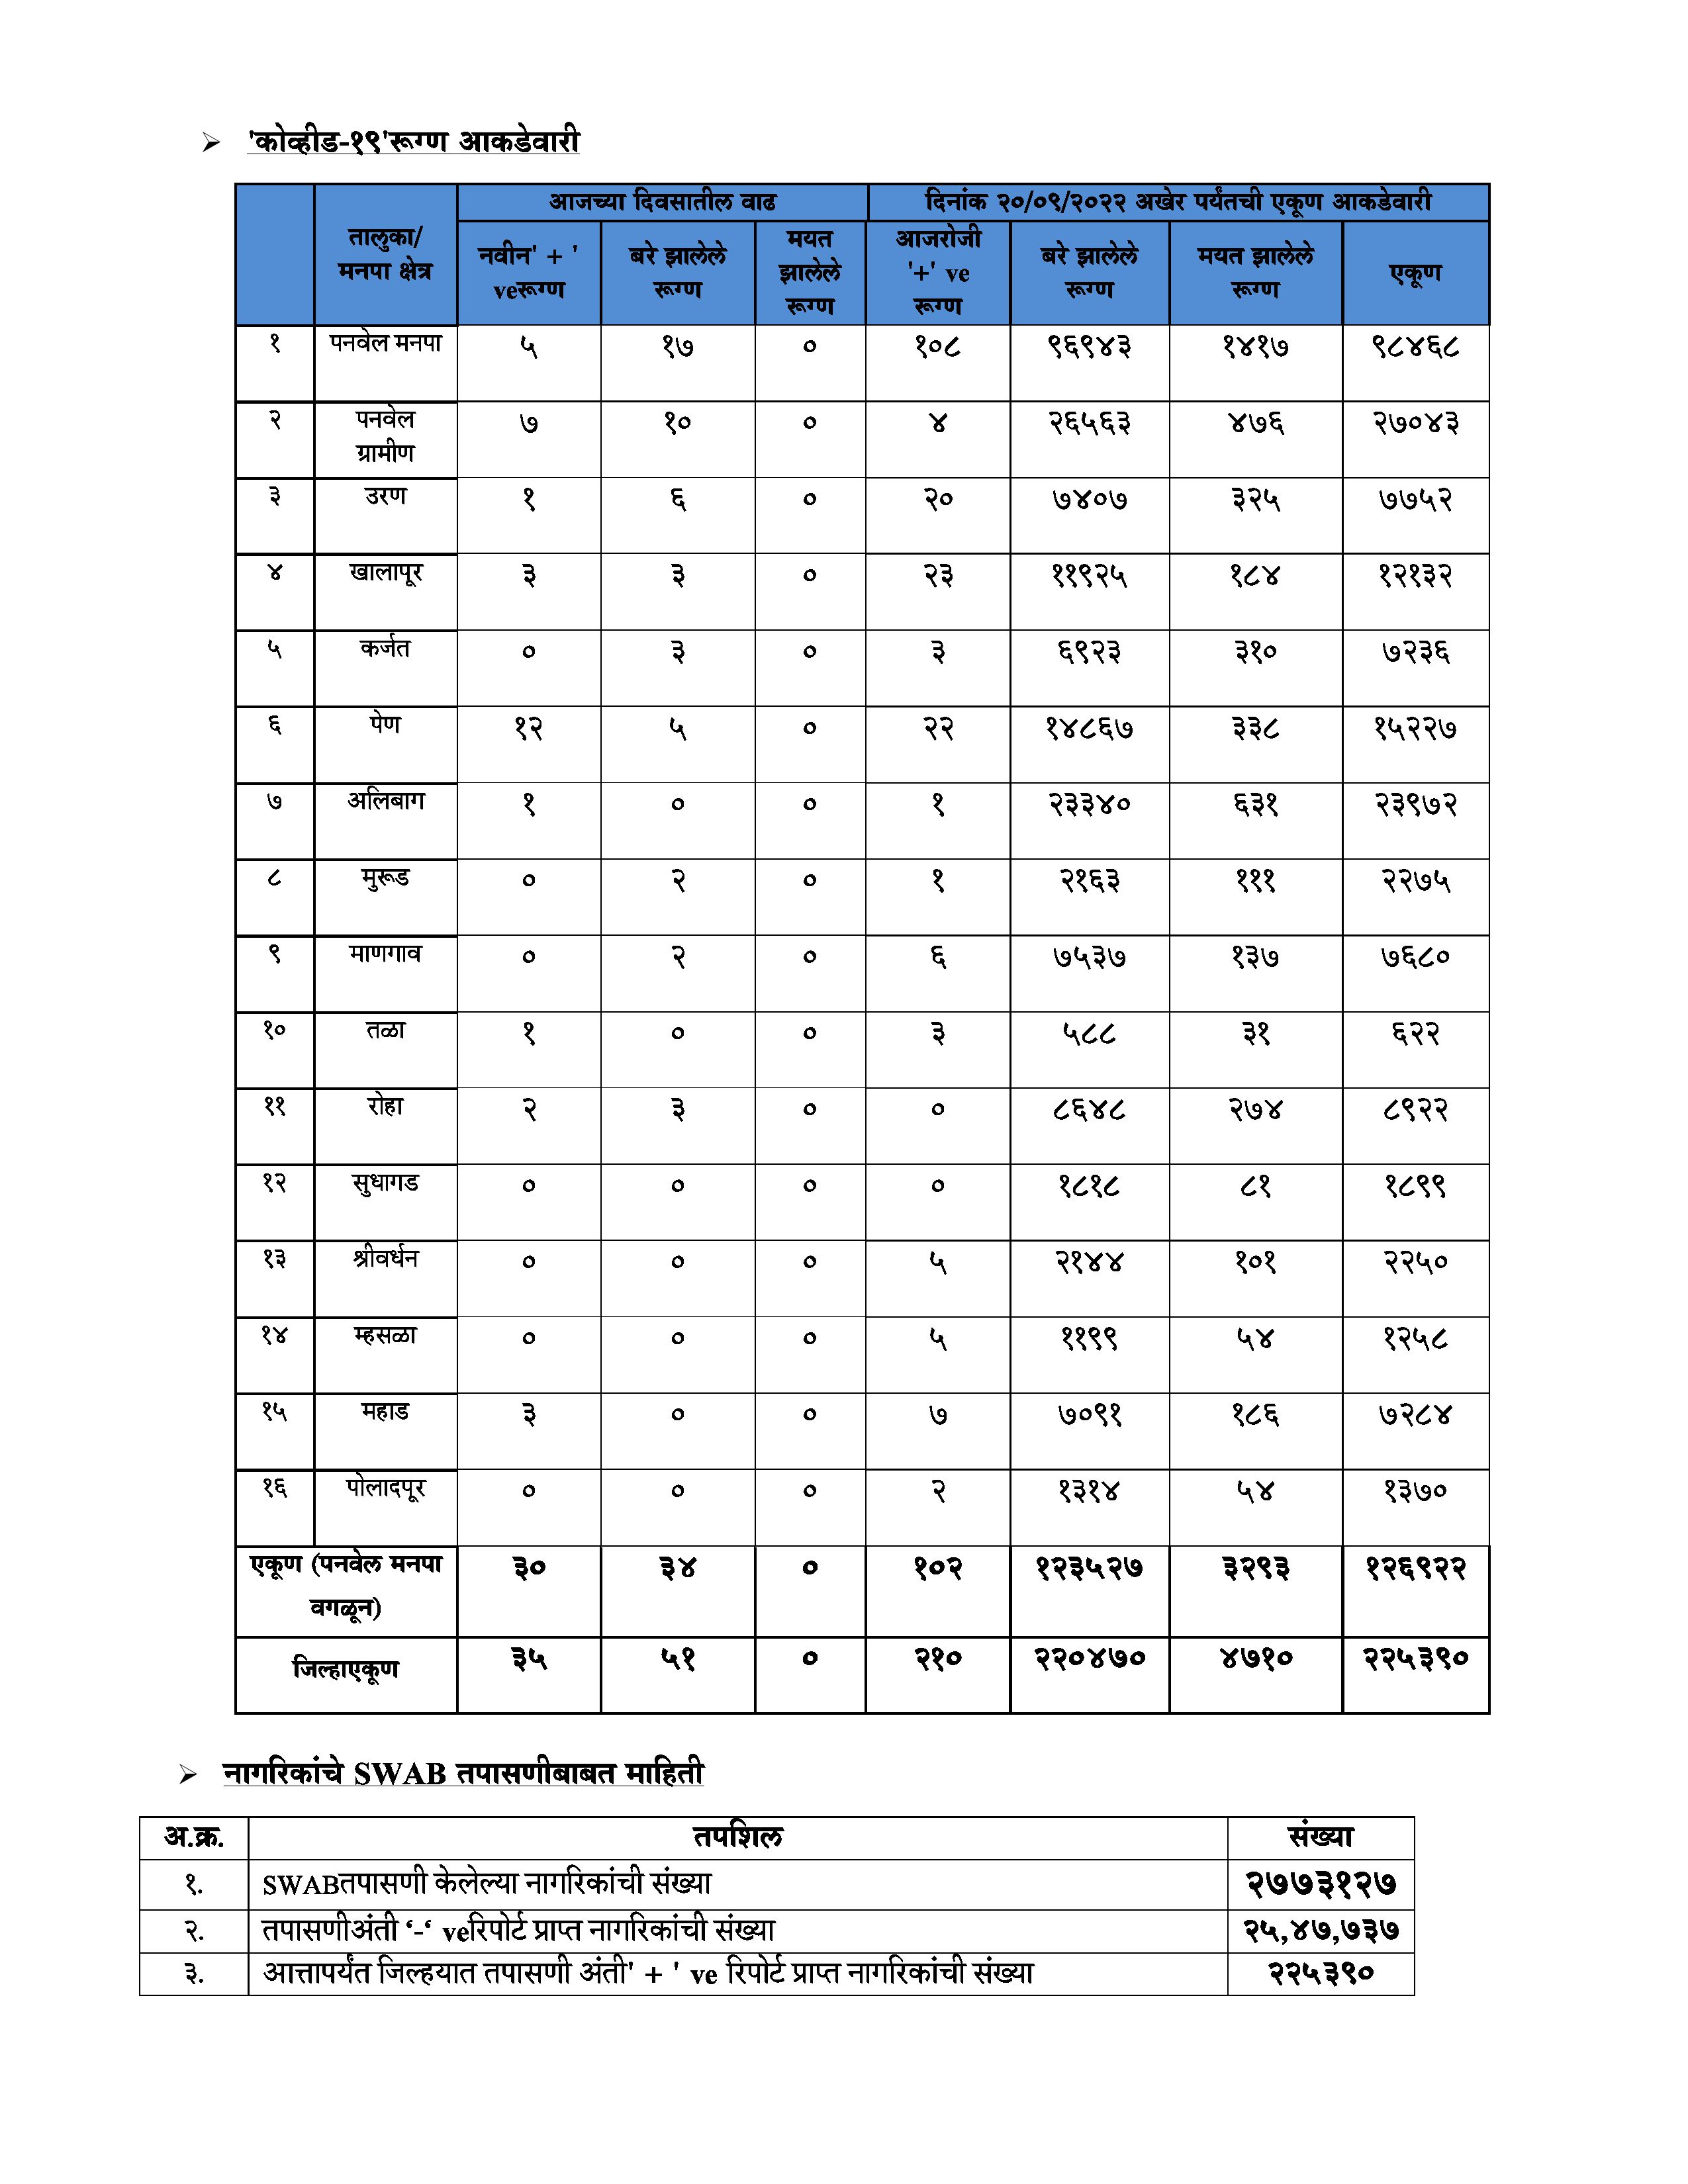 'कोव्हीड-१९'रूग्ण आकडेवारी
आजच्या दिवसातील वाढ दिनांक २०/०९/२०२२ अखेर पर्यंतची एकूण आकडेवारी
तालुका/ मनपा क्षेत्र नवीन' + ' veरूग्ण बरे झालेले रूग्ण मयत झालेले रूग्ण आजरोजी '+' ve रूग्ण बरे झालेले रूग्ण मयत झालेले रूग्ण एकूण
१ पनवेल मनपा ५ १७ ० १०८ ९६९४३ १४१७ ९८४६८
२ पनवेल ग्रामीण ७ १० ० ४ २६५६३ ४७६ २७०४३
३ उरण १ ६ ० २० ७४०७ ३२५ ७७५२
४ खालापूर ३ ३ ० २३ ११९२५ १८४ १२१३२
५ कर्जत ० ३ ० ३ ६९२३ ३१० ७२३६
६ पेण १२ ५ ० २२ १४८६७ ३३८ १५२२७
७ अलिबाग १ ० ० १ २३३४० ६३१ २३९७२
८ मुरूड ० २ ० १ २१६३ १११ २२७५
९ माणगाव ० २ ० ६ ७५३७ १३७ ७६८०
१० तळा १ ० ० ३ ५८८ ३१ ६२२
११ रोहा २ ३ ० ० ८६४८ २७४ ८९२२
१२ सुधागड ० ० ० ० १८१८ ८१ १८९९
१३ श्रीवर्धन ० ० ० ५ २१४४ १०१ २२५०
१४ म्हसळा ० ० ० ५ ११९९ ५४ १२५८
१५ महाड ३ ० ० ७ ७०९१ १८६ ७२८४
१६ पोलादपूर ० ० ० २ १३१४ ५४ १३७०
एकूण (पनवेल मनपा वगळून) ३० ३४ ० १०२ १२३५२७ ३२९३ १२६९२२
जिल्हाएकूण ३५ ५१ ० २१० २२०४७० ४७१० २२५३९०
नागरिकांचे SWAB तपासणीबाबत माहिती
अ.क्र. तपशिल संख्या
१. SWABतपासणी केलेल्या नागरिकांची संख्या २७७३१२७
२. तपासणीअंती ‘-‘ veरिपोर्ट प्राप्त नागरिकांची संख्या २५,४७,७३७
३. आत्तापर्यंत जिल्हयात तपासणी अंती' + ' ve रिपोर्ट प्राप्त नागरिकांची संख्या २२५३९०